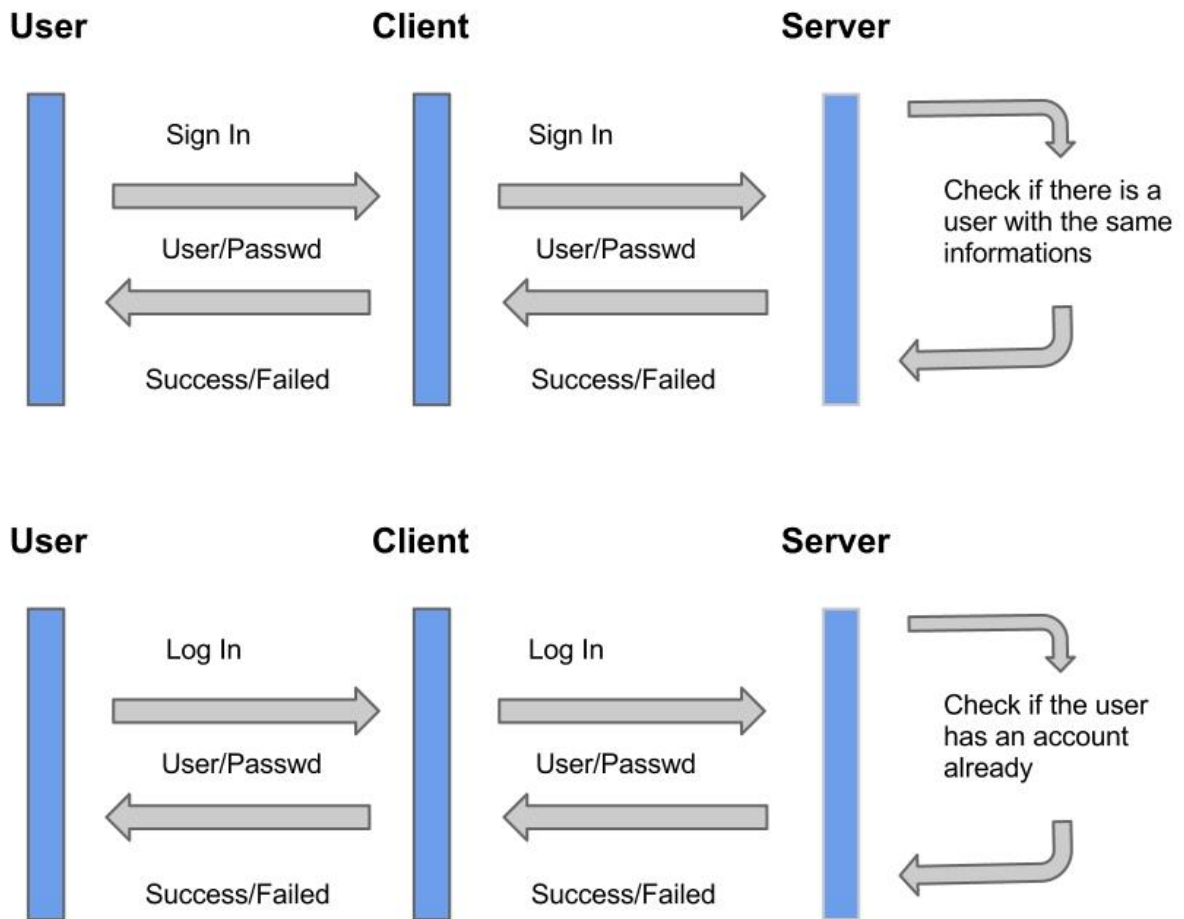 User Client Server
Sign In Sign In
Check if there is a
user with the same
informations
User/Passwd User/Passwd
Success/Failed Success/Failed
User Client Server
Log In Log In
Check if the user
has an account
already
User/Passwd User/Passwd
Success/Failed Success/Failed